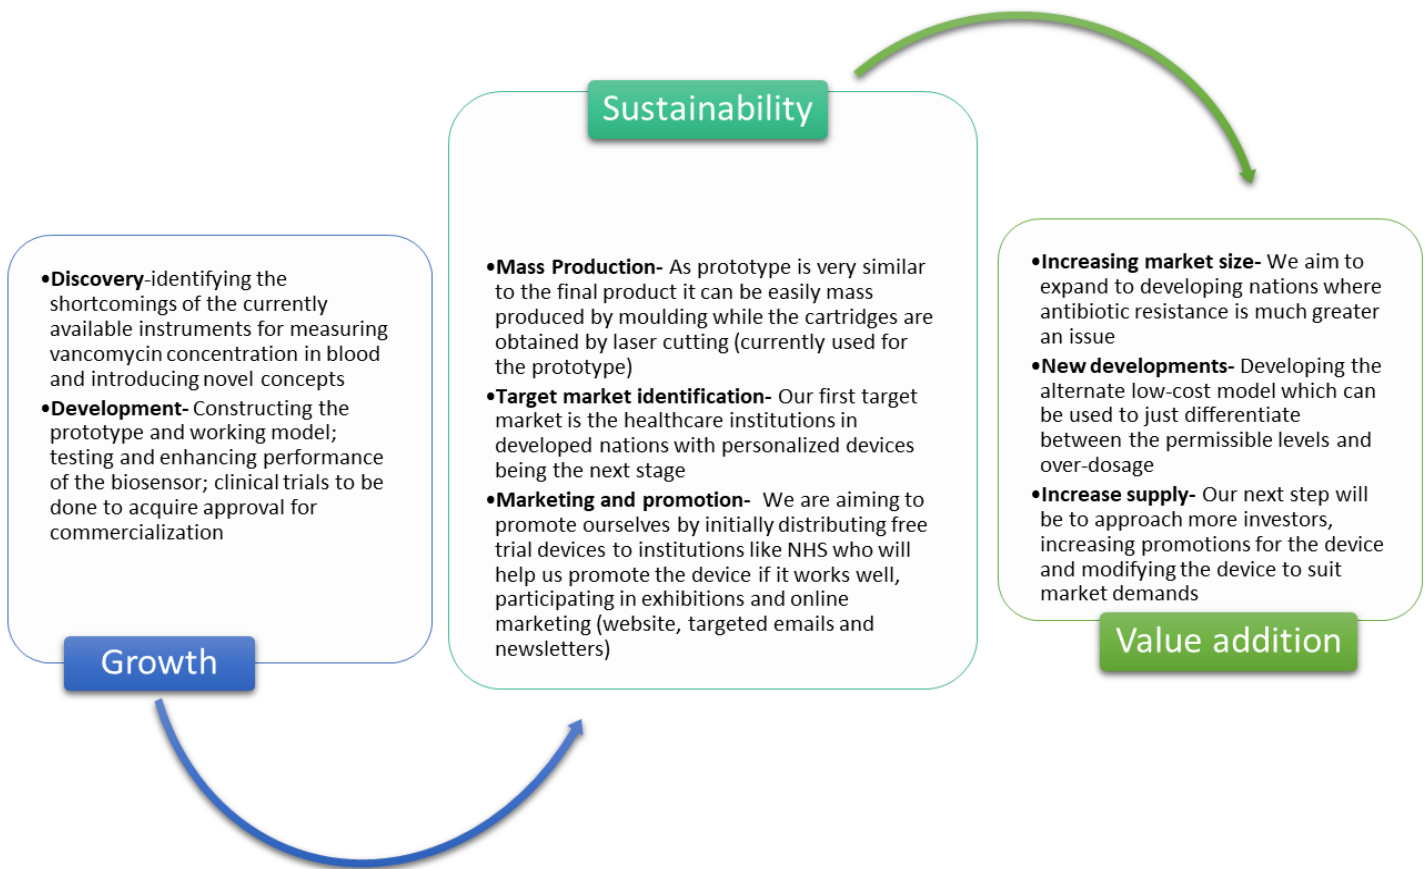 Growth
•Discovery-identifying the
shortcomings of the currently
available instruments for measuring
vancomycin concentration in blood
and introducing novel concepts
•Development- Constructing the
prototype and working model;
testing and enhancing performance
of the biosensor; clinical trials to be
done to acquire approval for
commercialization
Sustainability
•Mass Production- As prototype is very similar
to the final product it can be easily mass
produced by moulding while the cartridges are
obtained by laser cutting (currently used for
the prototype)
•Target market identification- Our first target
market is the healthcare institutions in
developed nations with personalized devices
being the next stage
•Marketing and promotion- We are aiming to
promote ourselves by initially distributing free
trial devices to institutions like NHS who will
help us promote the device if it works well,
participating in exhibitions and online
marketing (website, targeted emails and
newsletters)
•Increasing market size- We aim to
expand to developing nations where
antibiotic resistance is much greater
an issue
•New developments- Developing the
alternate low-cost model which can
be used to just differentiate
between the permissible levels and
over-dosage
•Increase supply- Our next step will
be to approach more investors,
increasing promotions for the device
and modifying the device to suit
market demands
Value addition